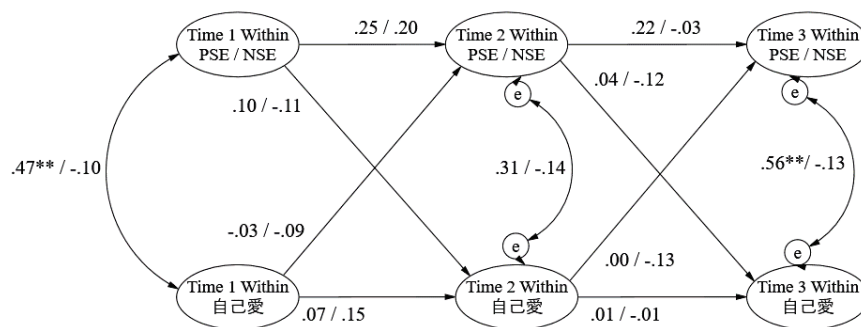 Time 1 Within
PSE / NSE
.25 / .20
Time 2 Within
PSE / NSE
.22 / -.03
Time 3 Within
PSE / NSE
e
e
.10 / -.11
.04 / -.12
.47** / -.10
.31 / -.14
.56**/ -.13
-.03 / -.09
.00 / -.13
e
e
Time 1 Within
自己愛
.07 / .15
Time 2 Within
自己愛
.01 / -.01
Time 3 Within
自己愛